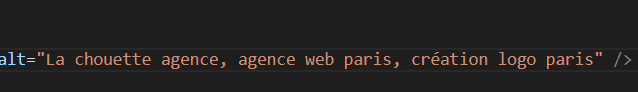 alt="La chouette agence, agence web paris, création logo paris" />